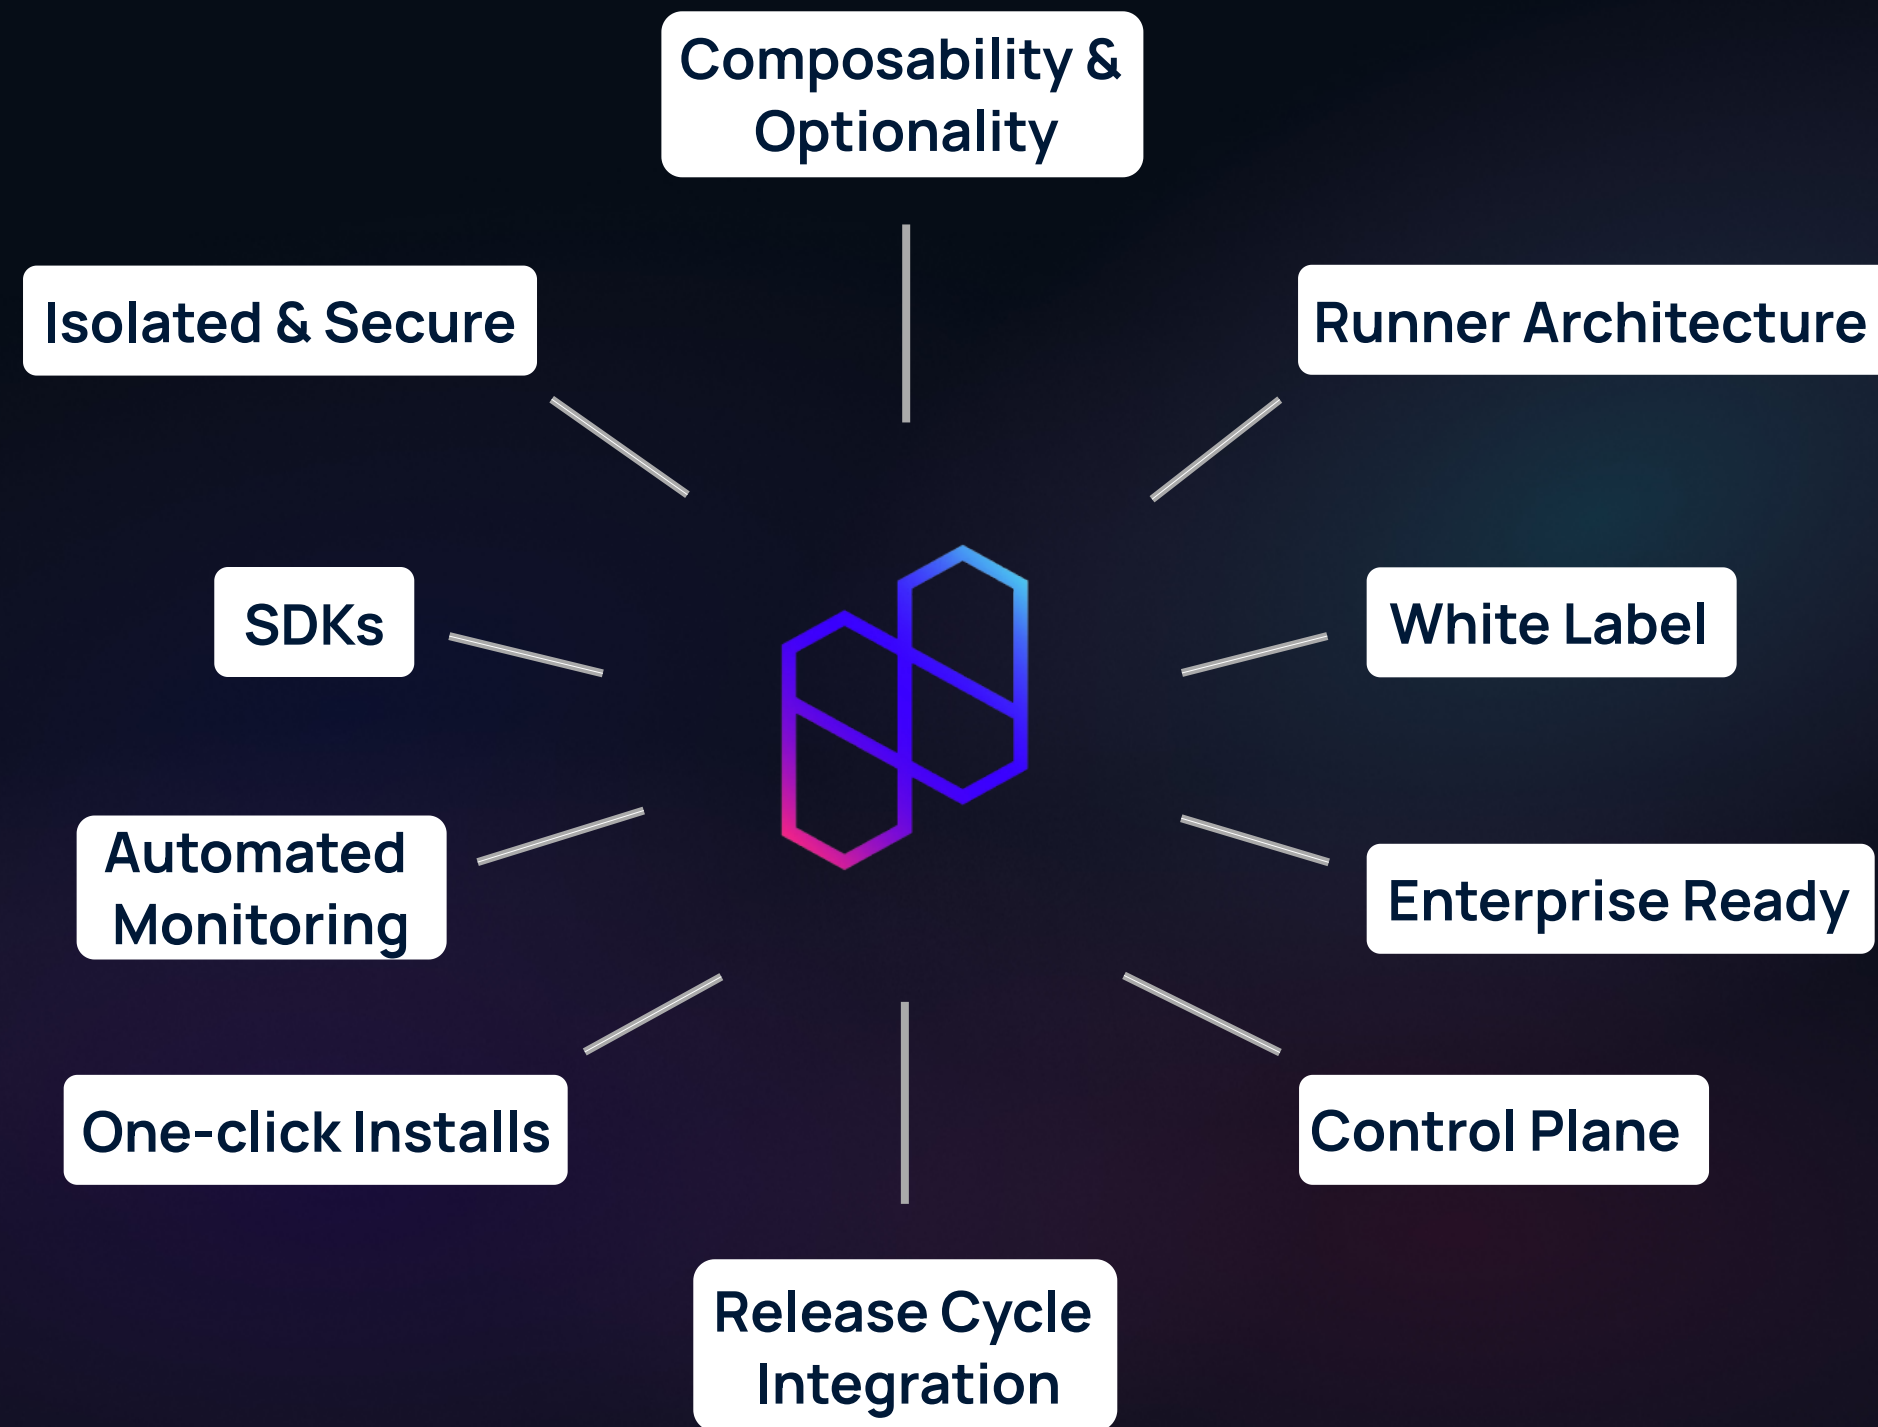 Composability &
Optionality
Isolated & Secure
Runner Architecture
SDKs
White Label
Automated
Monitoring
Enterprise Ready
One-click Installs
Control Plane
Release Cycle
Integration